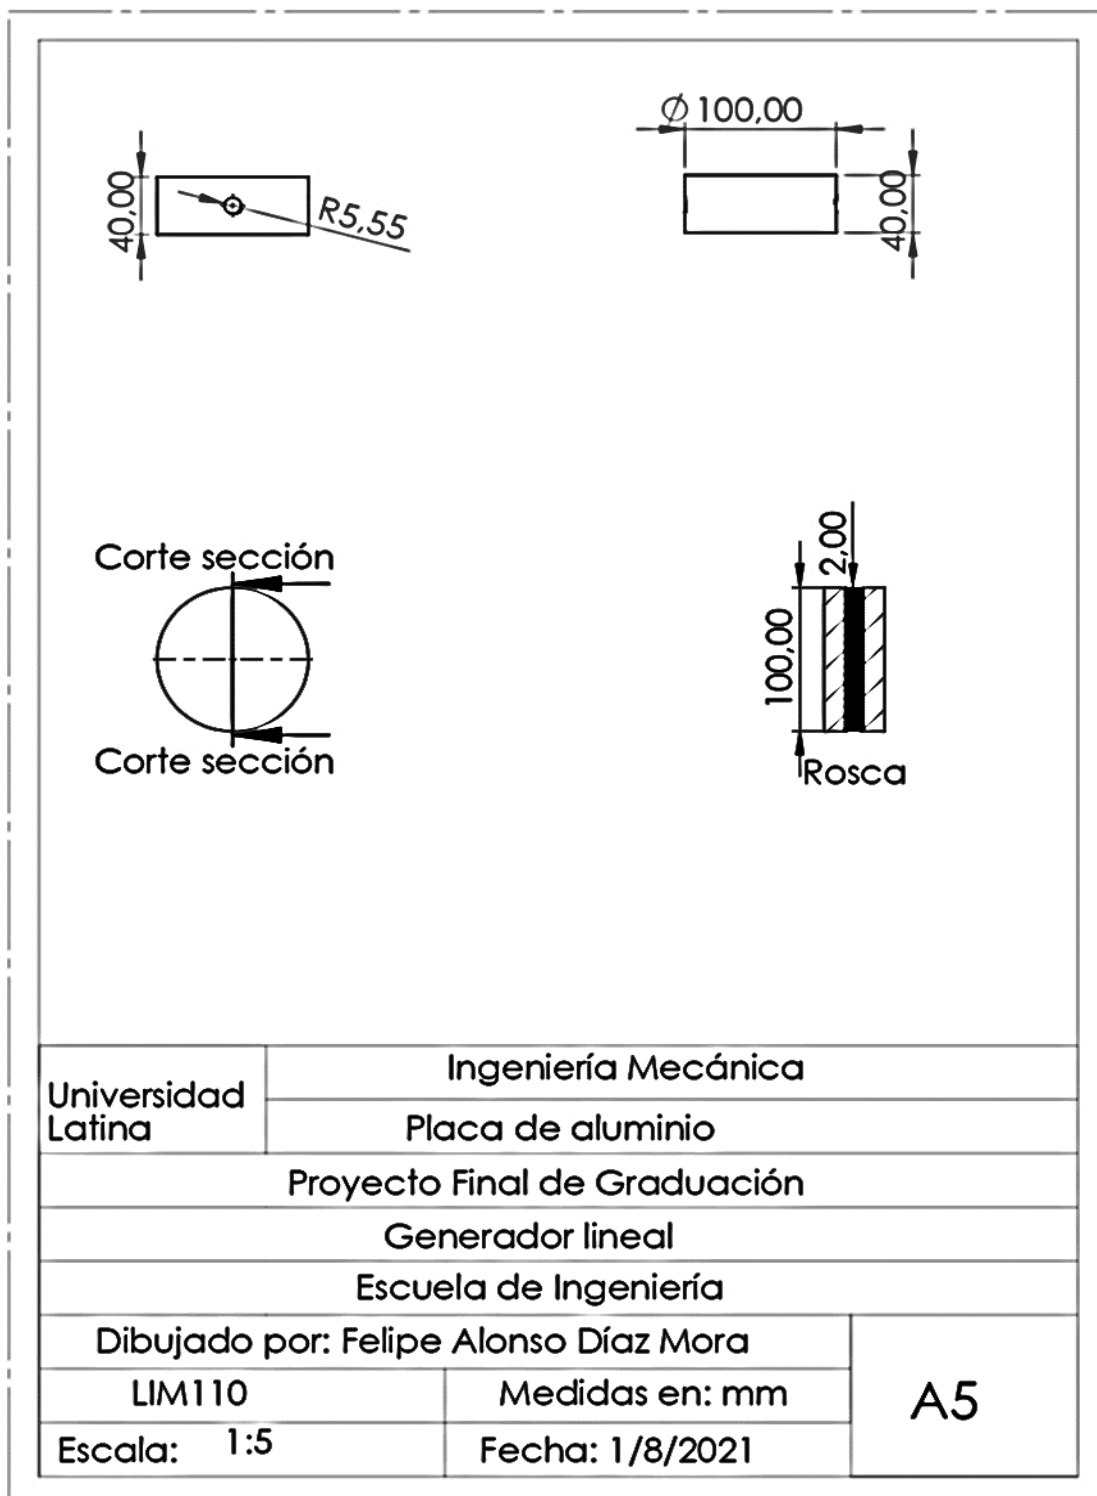 Ø 100,00
40,00
R5,55
40,00
Corte sección
2,00
100,00
Corte sección
Rosca
Universidad
Latina
Ingeniería Mecánica
Placa de aluminio
Proyecto Final de Graduación
Generador lineal
Escuela de Ingeniería
Dibujado por: Felipe Alonso Díaz Mora
LIM110
Medidas en: mm
A5
Escala: 1:5
Fecha: 1/8/2021